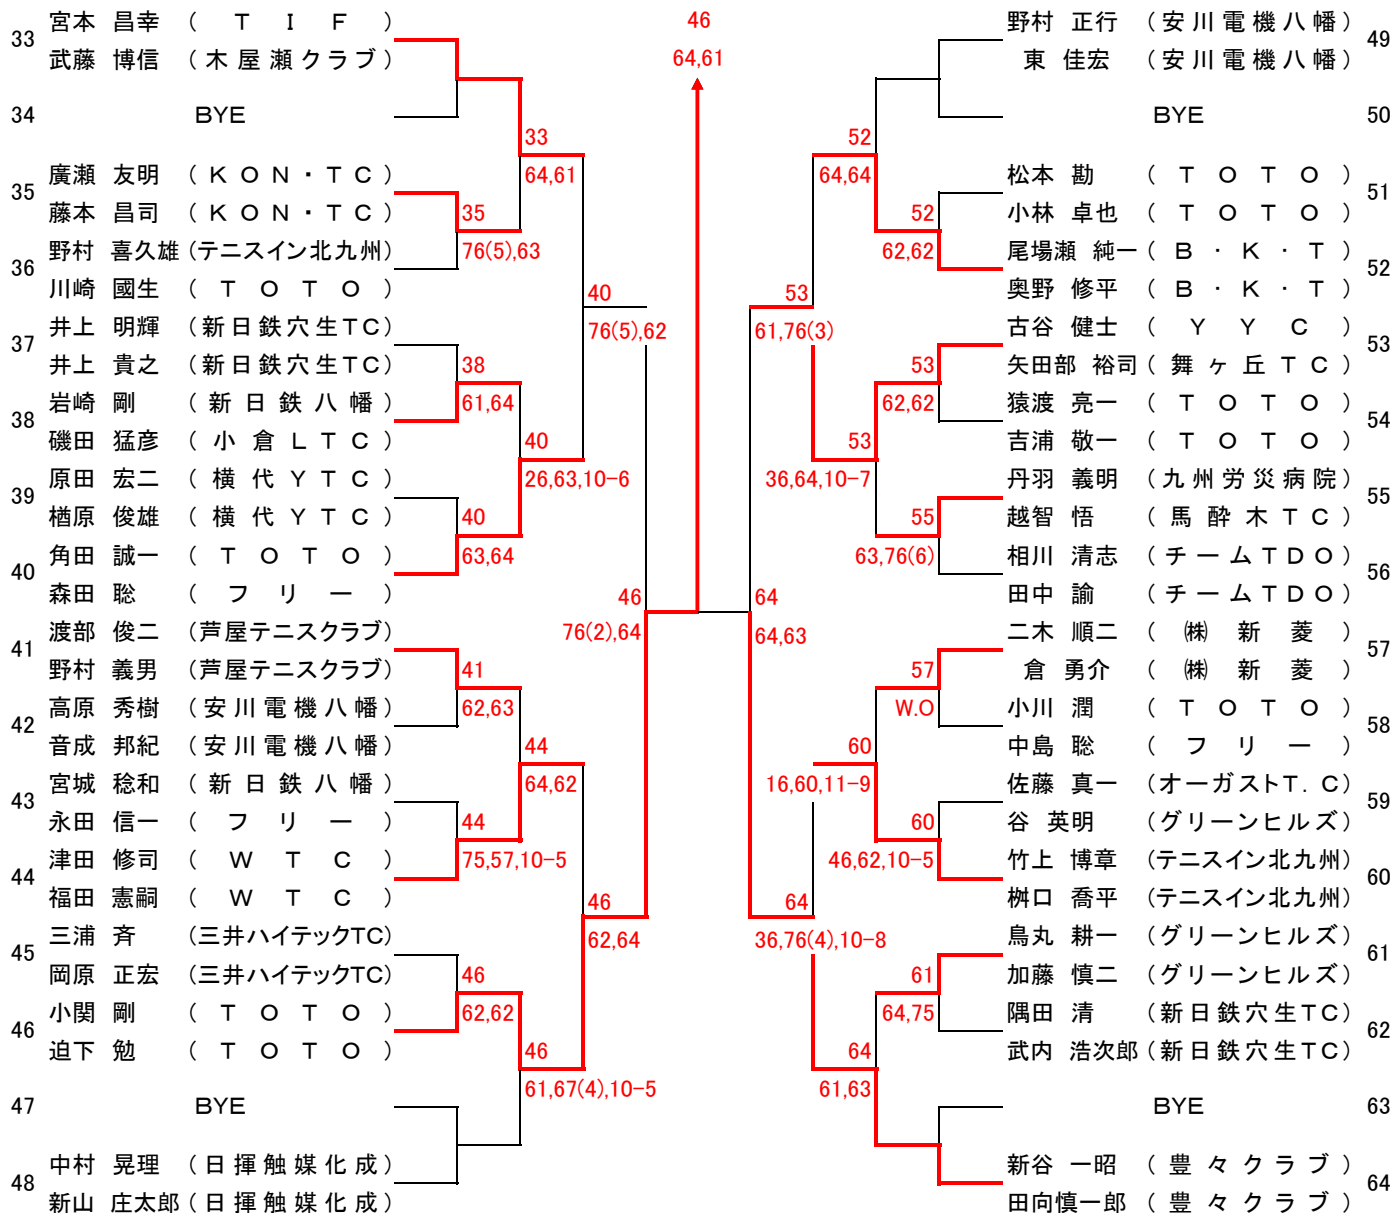 33 宮本 昌幸 （ＴＩＦ）
武藤 博信 （木屋瀬クラブ）
34 ＢＹＥ
35 廣瀬 友明 （ＫＯＮ・ＴＣ）
藤本 昌司 （ＫＯＮ・ＴＣ）
36 野村 喜久雄 （テニスイン北九州）
川崎 國生 （ＴＯＴＯ）
37 井上 明輝 （新日鉄穴生TC）
井上 貴之 （新日鉄穴生TC）
38 岩崎 剛 （新日鉄八幡）
磯田 猛彦 （小倉ＬＴＣ）
39 原田 宏二 （横代ＹＴＣ）
楢原 俊雄 （横代ＹＴＣ）
40 角田 誠一 （ＴＯＴＯ）
森田 聡 （フリー）
41 渡部 俊二 （芦屋テニスクラブ）
野村 義男 （芦屋テニスクラブ）
42 高原 秀樹 （安川電機八幡）
音成 邦紀 （安川電機八幡）
43 宮城 稔和 （新日鉄八幡）
永田 信一 （フリー）
44 津田 修司 （ＷＴＣ）
福田 憲嗣 （ＷＴＣ）
45 三浦 斉 （三井ハイテックTC）
岡原 正宏 （三井ハイテックTC）
46 小関 剛 （ＴＯＴＯ）
迫下 勉 （ＴＯＴＯ）
47 ＢＹＥ
48 中村 晃理 （日揮触媒化成）
新山 庄太郎 （日揮触媒化成）
35
76(5),63
38
61,64
40
63,64
41
62,63
44
75,57,10-5
46
62,62
33
64,61
40
26,63,10-6
44
64,62
46
61,67(4),10-5
40
76(5),62
46
62,64
46
76(2),64
46
64,61
64
64,63
53
61,76(3)
64
36,76(4),10-8
52
64,64
53
36,64,10-7
60
16,60,11-9
64
61,63
52
62,62
53
62,62
55
63,76(6)
57
W.O
60
46,62,10-5
61
64,75
野村 正行 （安川電機八幡） 49
東 佳宏 （安川電機八幡）
ＢＹＥ 50
松本 勘 （ＴＯＴＯ） 51
小林 卓也 （ＴＯＴＯ）
尾場瀬 純一 （Ｂ・Ｋ・Ｔ） 52
奥野 修平 （Ｂ・Ｋ・Ｔ）
古谷 健士 （ＹＹＣ） 53
矢田部 裕司 （舞ヶ丘ＴＣ）
猿渡 亮一 （ＴＯＴＯ） 54
吉浦 敬一 （ＴＯＴＯ）
丹羽 義明 （九州労災病院） 55
越智 悟 （馬酔木ＴＣ）
相川 清志 （チームＴＤＯ） 56
田中 諭 （チームＴＤＯ）
二木 順二 （㈱新菱） 57
倉 勇介 （㈱新菱）
小川 潤 （ＴＯＴＯ） 58
中島 聡 （フリー）
佐藤 真一 （オーガストT．C） 59
谷 英明 （グリーンヒルズ）
竹上 博章 （テニスイン北九州） 60
桝口 喬平 （テニスイン北九州）
鳥丸 耕一 （グリーンヒルズ） 61
加藤 慎二 （グリーンヒルズ）
隅田 清 （新日鉄穴生TC） 62
武内 浩次郎 （新日鉄穴生TC）
ＢＹＥ 63
新谷 一昭 （豊々クラブ） 64
田向慎一郎 （豊々クラブ）